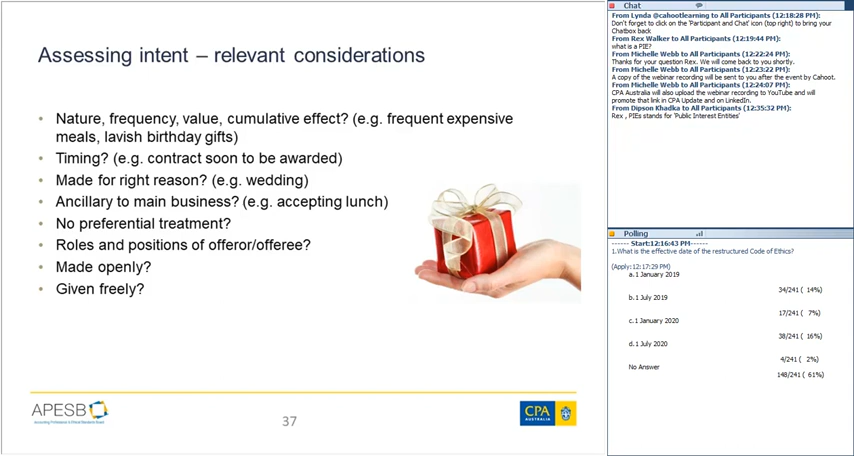 Assessing intent – relevant considerations
• Nature, frequency, value, cumulative effect? (e.g. frequent expensive
meals, lavish birthday gifts)
• Timing? (e.g. contract soon to be awarded)
• Made for right reason? (e.g. wedding)
• Ancillary to main business? (e.g. accepting lunch)
• No preferential treatment?
• Roles and positions of offeror/offeree?
• Made openly?
• Given freely?
APESB
Accounting Professional & Ethical Standards Board
37
CPA
AUSTRALIA
Chat
From Lynda @cahootlearning to All Participants (12:18:28 PM):
Don't forget to click on the 'Participant and Chat' icon (top right) to bring your
Chatbox back
From Rex Walker to All Participants (12:19:44 PM):
what is a PIE?
From Michelle Webb to All Participants (12:22:24 PM):
Thanks for your question Rex. We will come back to you shortly.
From Michelle Webb to All Participants (12:23:22 PM):
A copy of the webinar recording will be sent to you after the event by Cahoot.
From Michelle Webb to All Participants (12:24:07 PM):
CPA Australia will also upload the webinar recording to YouTube and will
promote that link in CPA Update and on LinkedIn.
From Dipson Khadka to All Participants (12:35:32 PM):
Rex , PIEs stands for 'Public Interest Entities'
Polling
------ Start:12:16:43 PM------
1.What is the effective date of the restructured Code of Ethics?
(Apply:12:17:29 PM)
a.1 January 2019
34/241 ( 14%)
b.1 July 2019
17/241 ( 7%)
c.1 January 2020
38/241 ( 16%)
d.1 July 2020
4/241 ( 2%)
No Answer
148/241 ( 61%)